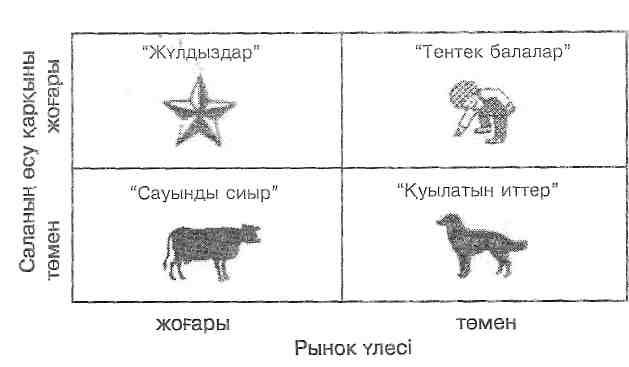 “Жұлдыздар”
“Тентек балалар”
“Сауынды сиыр”
“Қуылатын иттер”
Саланың өсу қарқыны
жоғары
төмен
жоғары
төмен
Рынок үлесі